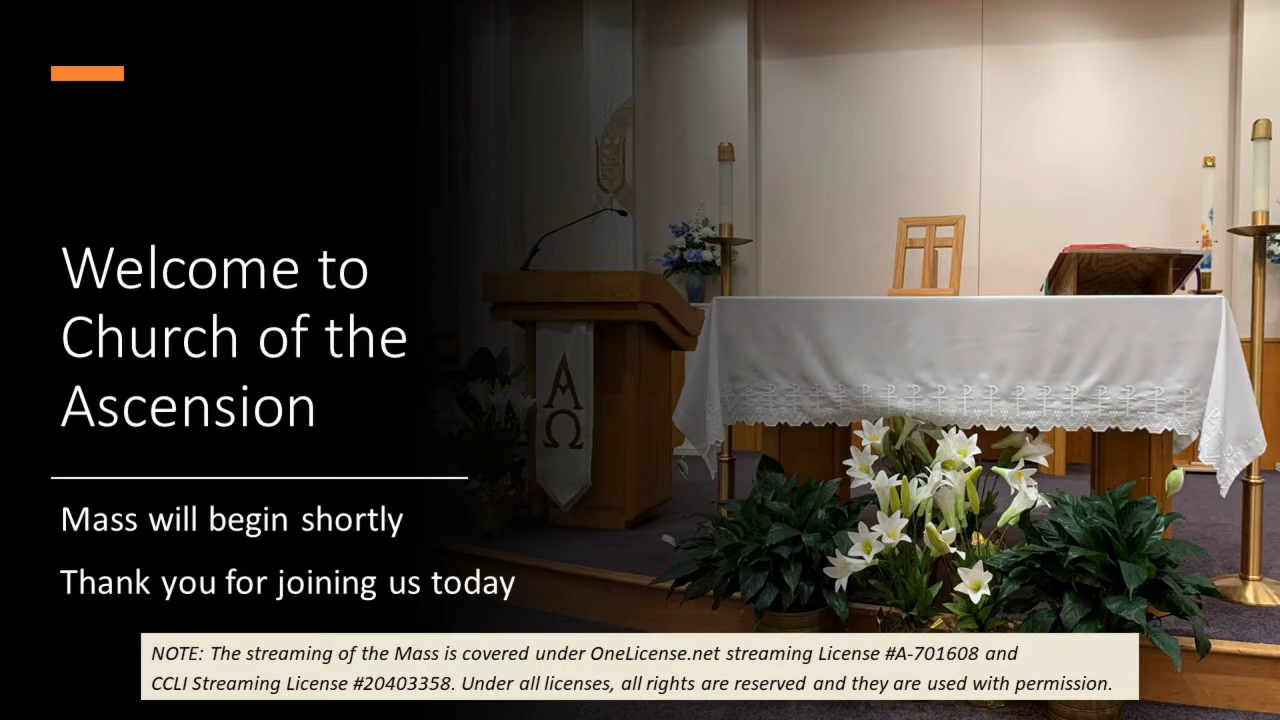 Welcome to
Church of the
Ascension
Mass will begin shortly
Thank you for joining us today
ΑΩ
NOTE: The streaming of the Mass is covered under OneLicense.net streaming License #A-701608 and
CCLI Streaming License #20403358. Under all licenses, all rights are reserved and they are used with permission.